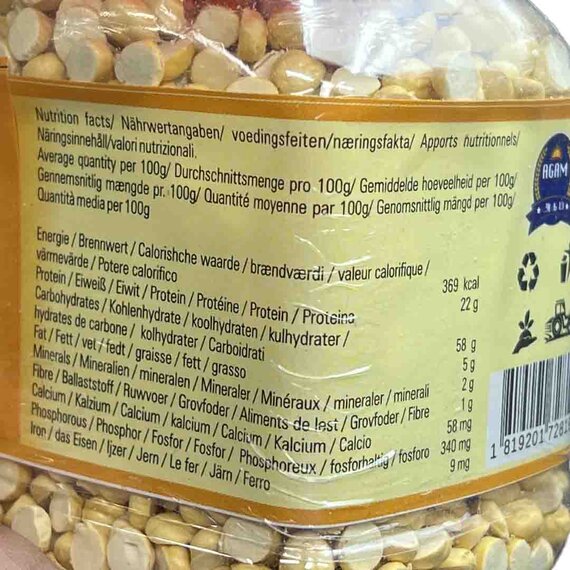 Nutrition facts/ Nährwertangaben/ voedingsfeiten/næringsfakta/ Apports nutritionnels/
Näringsinnehåll/valori nutrizionali.
Average quantity per 100g/ Durchschnittsmenge pro 100g/ Gemiddelde hoeveelheid per 100g/
Gennemsnitlig mængde pr. 100g/ Quantité moyenne par 100g/ Genomsnittlig mängd per 100g/
Quantità media per 100g
Energie / Brennwert / Calorishche waarde / brændværdi / valeur calorifique /
värmevärde / Potere calorifico 369 kcal
Protein / Eiweiß / Eiwit / Protein / Protéine / Protein / Proteina 22 g
Carbohydrates / Kohlenhydrate / koolhydraten / kulhydrater /
hydrates de carbone / kolhydrater / Carboidrati 58 g
Fat / Fett / vet / fedt / graisse / fett / grasso 5 g
Minerals / Mineralien / mineralen / Mineraler / Minéraux / mineraler / minerali 2 g
Fibre / Ballaststoff / Ruwvoer / Grovfoder / Aliments de lest / Grovfoder / Fibre 1 g
Calcium / Kalzium / Calcium / kalcium / Calcium / Kalcium / Calcio 58 mg
Phosphorous / Phosphor / Fosfor / Fosfor / Phosphoreux / fosforhaltig / fosforo 340 mg
Iron / das Eisen / Ijzer / Jern / Le fer / Järn / Ferro 9 mg
AGAM
1 819201 7281